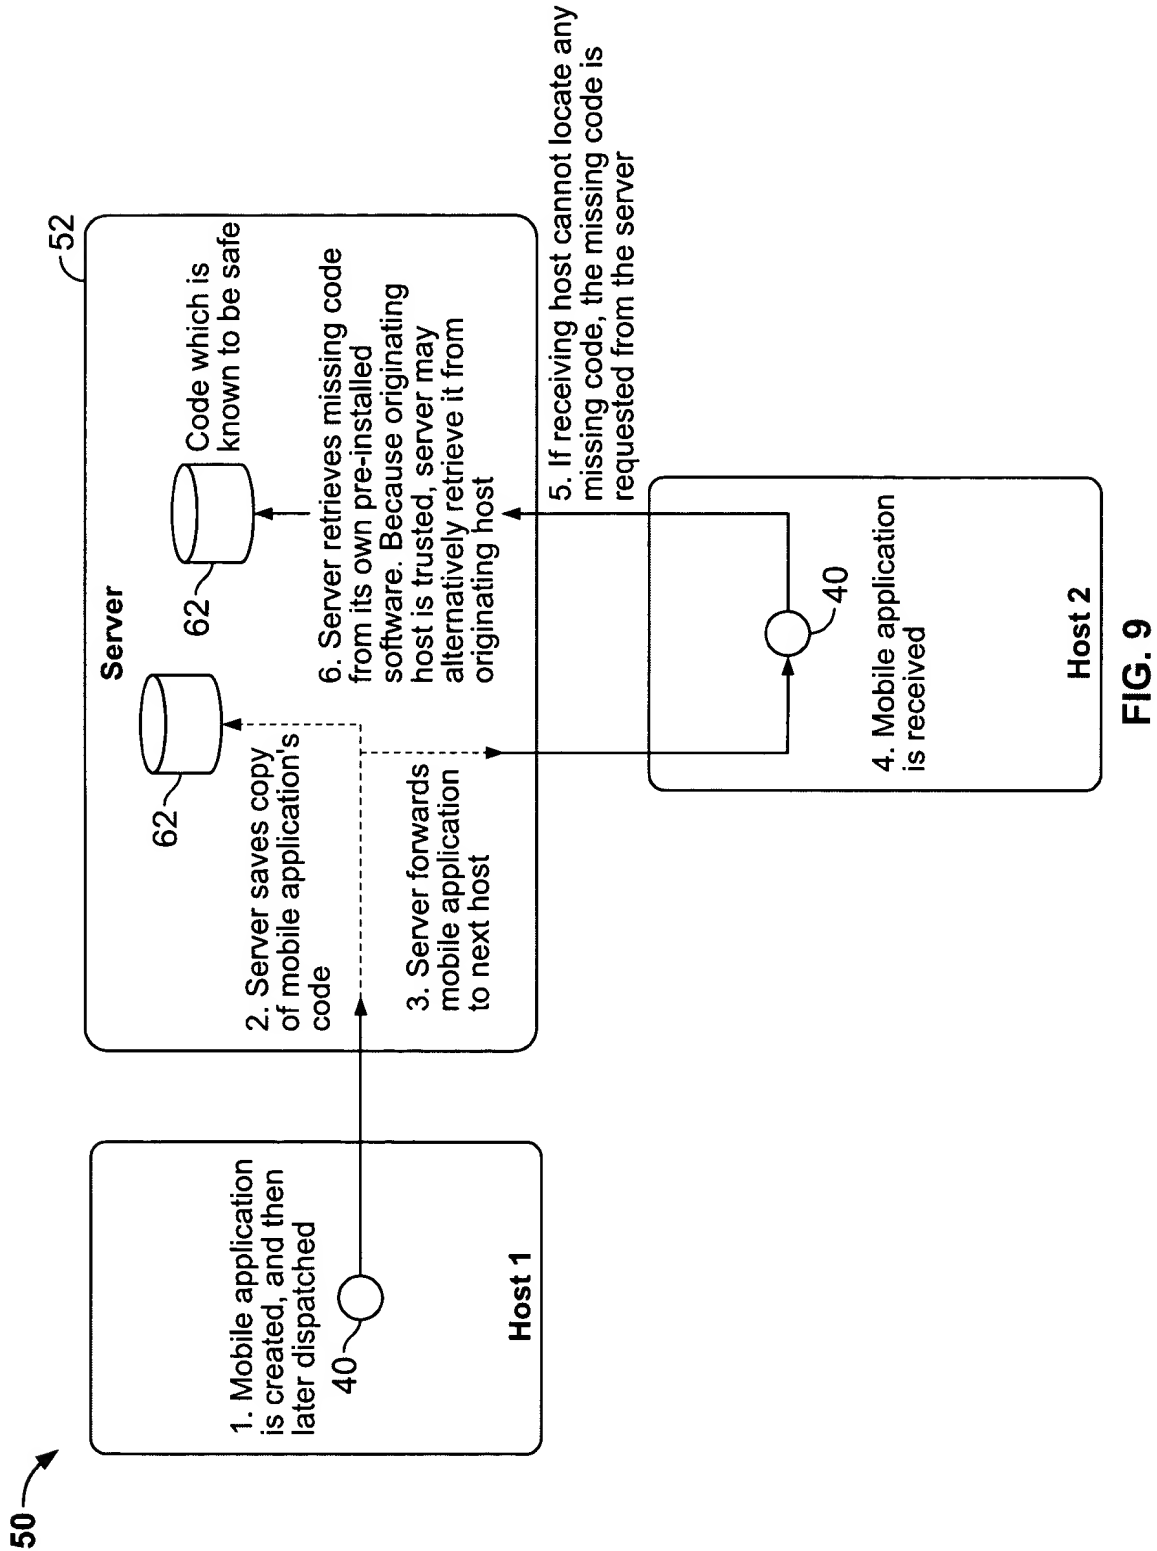 50
52
Server
62
62
Code which is
known to be safe
2. Server saves copy
of mobile application's
code
6. Server retrieves missing code
from its own pre-installed
software. Because originating
host is trusted, server may
alternatively retrieve it from
originating host
3. Server forwards
mobile application
to next host
1. Mobile application
is created, and then
later dispatched
40
Host 1
5. If receiving host cannot locate any
missing code, the missing code is
requested from the server
40
4. Mobile application
is received
Host 2
FIG. 9